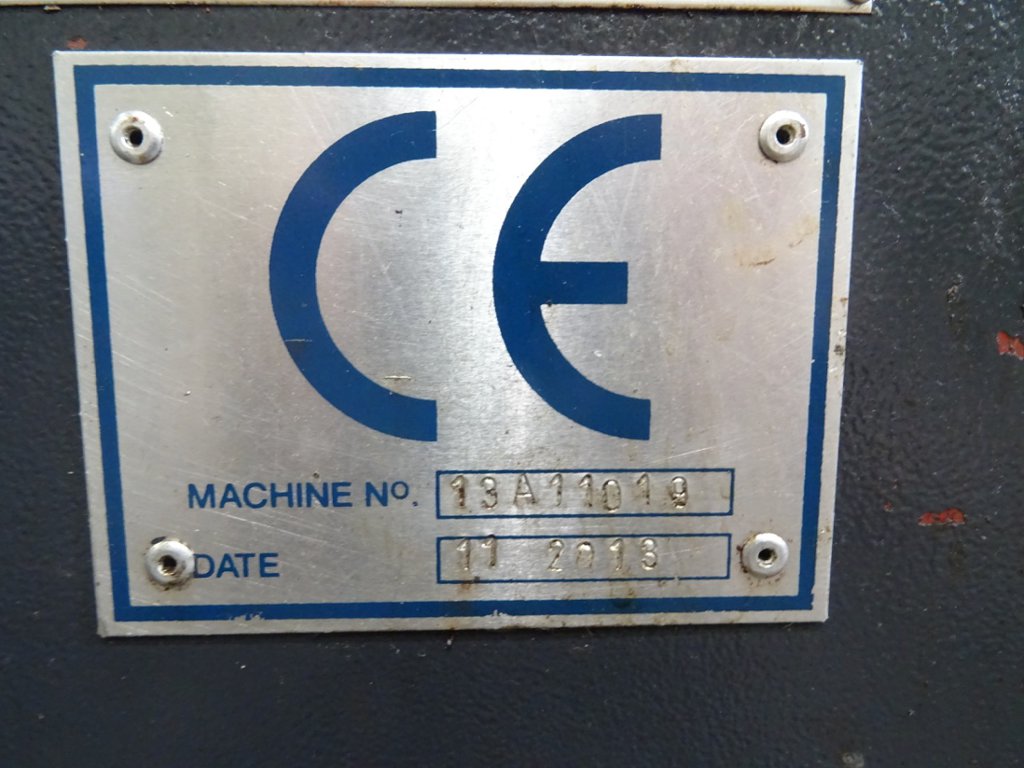 CE
MACHINE No. 13A11019
DATE 11 2013